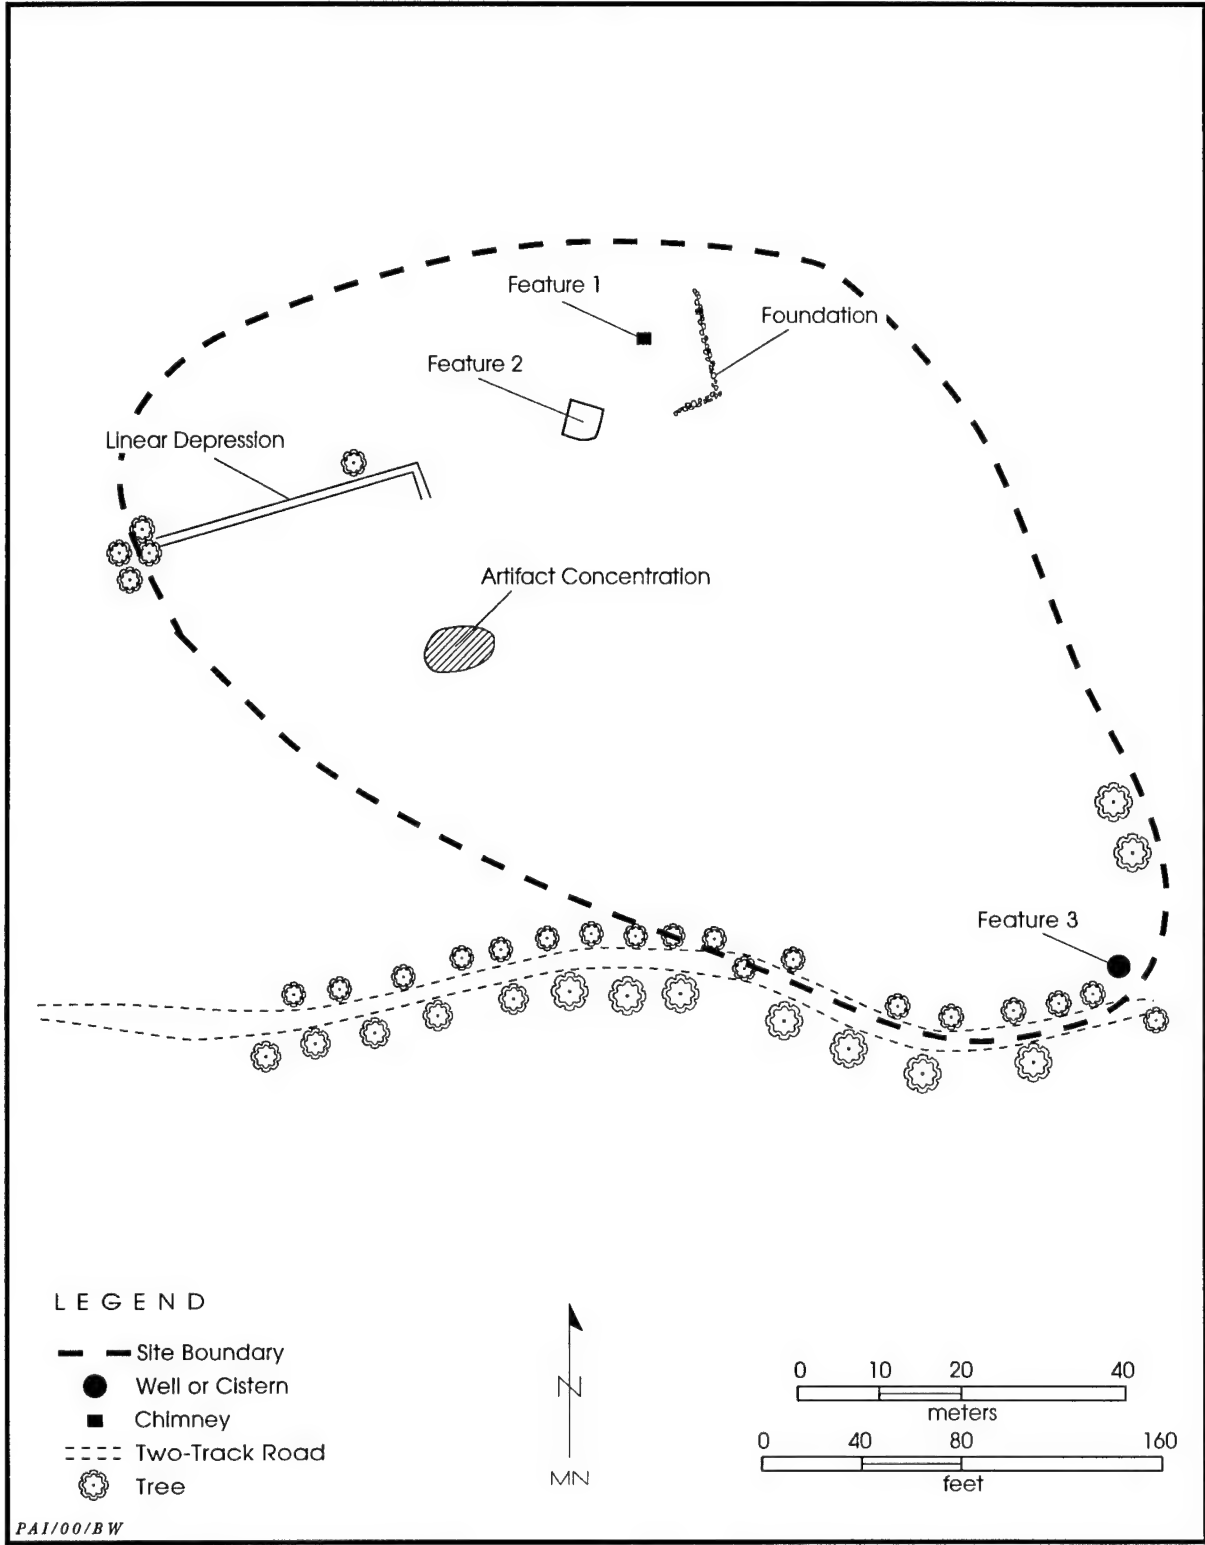 Feature 1
Foundation
Feature 2
Linear Depression
Artifact Concentration
Feature 3
LEGEND
Site Boundary
Well or Cistern
Chimney
Two-Track Road
Tree
N
MN
0 10 20 40
meters
0 40 80 160
feet
PAI/00/BW